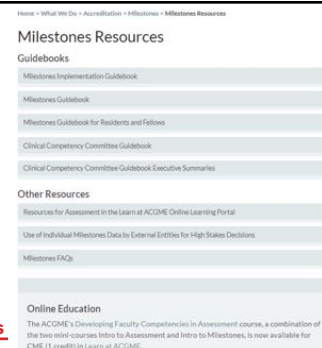 Home > What We Do > Accreditation > Milestones > Milestones Resources
Milestones Resources
Guidebooks
Milestones Implementation Guidebook
Milestones Guidebook
Milestones Guidebook for Residents and Fellows
Clinical Competency Committee Guidebook
Clinical Competency Committee Guidebook Executive Summaries
Other Resources
Resources for Assessment in the Learn at ACGME Online Learning Portal
Use of Individual Milestones Data by External Entities for High Stakes Decisions
Milestones FAQs
Online Education
The ACGME's Developing Faculty Competencies in Assessment course, a combination of
the two mini-courses Intro to Assessment and Intro to Milestones, is now available for
CME (1 credit) in Learn at ACGME.
s